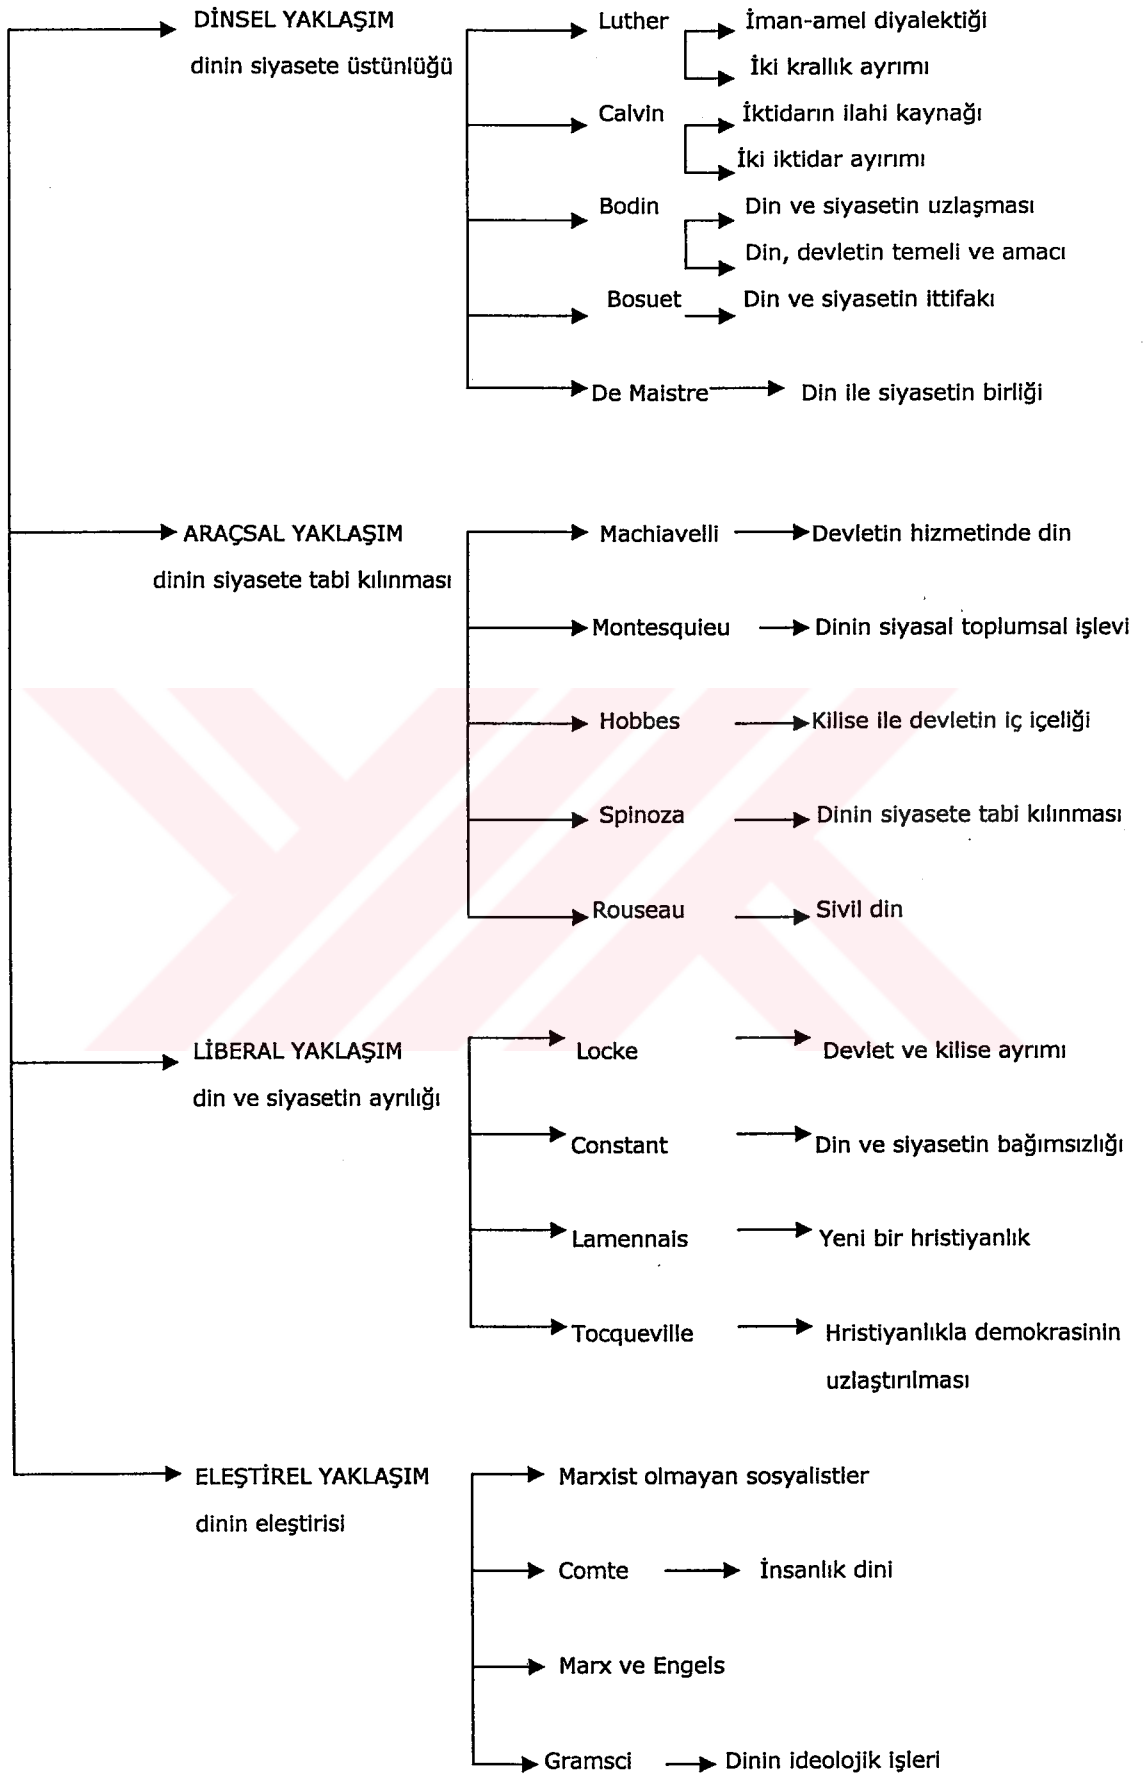 DİNSEL YAKLAŞIM
dinin siyasete üstünlüğü
Luther
İman-amel diyalektiği
İki krallık ayrımı
Calvin
İktidarın ilahi kaynağı
İki iktidar ayırımı
Bodin
Din ve siyasetin uzlaşması
Din, devletin temeli ve amacı
Bosuet
Din ve siyasetin ittifakı
De Maistre
Din ile siyasetin birliği
ARAÇSAL YAKLAŞIM
dinin siyasete tabi kılınması
Machiavelli
Devletin hizmetinde din
Montesquieu
Dinin siyasal toplumsal işlevi
Hobbes
Kilise ile devletin iç içeliği
Spinoza
Dinin siyasete tabi kılınması
Rouseau
Sivil din
LİBERAL YAKLAŞIM
din ve siyasetin ayrılığı
Locke
Devlet ve kilise ayrımı
Constant
Din ve siyasetin bağımsızlığı
Lamennais
Yeni bir hristiyanlık
Tocqueville
Hristiyanlıkla demokrasinin
uzlaştırılması
ELEŞTİREL YAKLAŞIM
dinin eleştirisi
Marxist olmayan sosyalistler
Comte
İnsanlık dini
Marx ve Engels
Gramsci
Dinin ideolojik işleri